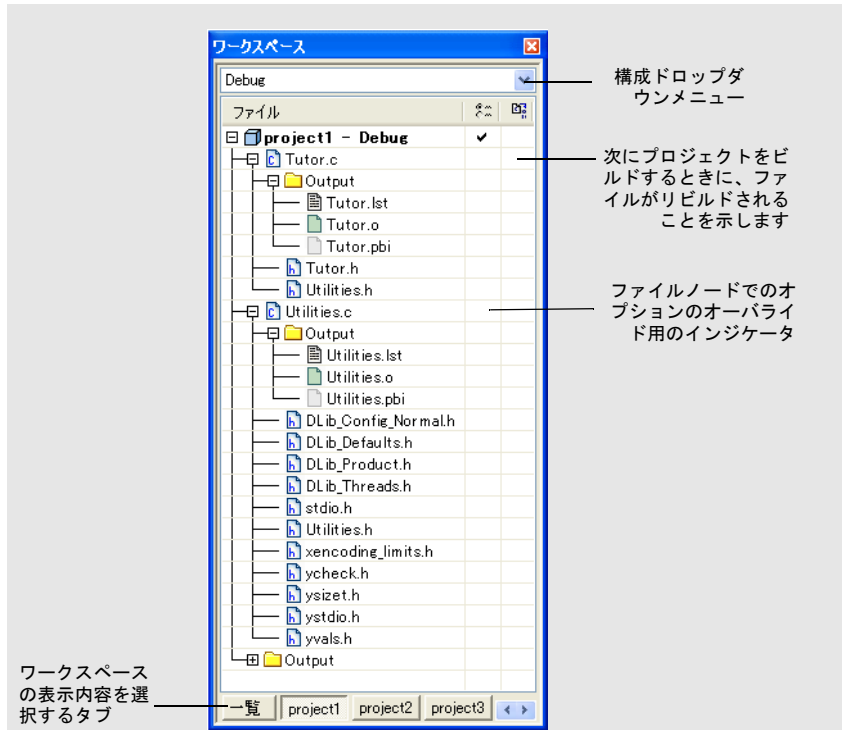 ワークスペース
Debug
構成ドロップダ
ウンメニュー
ファイル
project1 - Debug
Tutor.c
次にプロジェクトをビ
ルドするときに、ファ
イルがリビルドされる
ことを示します
Output
Tutor.lst
Tutor.o
Tutor.pbi
Tutor.h
Utilities.h
ファイルノードでのオ
プションのオーバライ
ド用のインジケータ
Utilities.c
Output
Utilities.lst
Utilities.o
Utilities.pbi
DLib_Config_Normal.h
DLib_Defaults.h
DLib_Product.h
DLib_Threads.h
stdio.h
Utilities.h
xencoding_limits.h
ycheck.h
ysizet.h
ystdio.h
yvals.h
Output
ワークスペース
の表示内容を選
択するタブ
一覧 project1 project2 project3